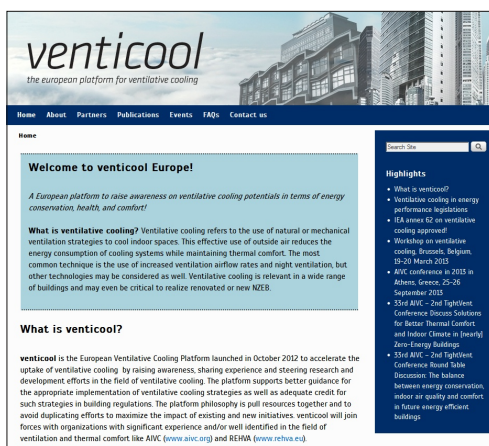 venticool
the european platform for ventilative cooling
Home About Partners Publications Events FAQs Contact us
Home
Welcome to venticool Europe!
A European platform to raise awareness on ventilative cooling potentials in terms of energy
conservation, health, and comfort!
What is ventilative cooling? Ventilative cooling refers to the use of natural or mechanical
ventilation strategies to cool indoor spaces. This effective use of outside air reduces the
energy consumption of cooling systems while maintaining thermal comfort. The most
common technique is the use of increased ventilation airflow rates and night ventilation, but
other technologies may be considered as well. Ventilative cooling is relevant in a wide range
of buildings and may even be critical to realize renovated or new NZEB.
What is venticool?
venticool is the European Ventilative Cooling Platform launched in October 2012 to accelerate the
uptake of ventilative cooling by raising awareness, sharing experience and steering research and
development efforts in the field of ventilative cooling. The platform supports better guidance for
the appropriate implementation of ventilative cooling strategies as well as adequate credit for
such strategies in building regulations. The platform philosophy is pull resources together and to
avoid duplicating efforts to maximize the impact of existing and new initiatives. venticool will join
forces with organizations with significant experience and/or well identified in the field of
ventilation and thermal comfort like AIVC (www.aivc.org) and REHVA (www.rehva.eu).
Search Site
Highlights
• What is venticool?
• Ventilative cooling in energy
performance legislations
• IEA annex 62 on ventilative
cooling approved!
• Workshop on ventilative
cooling, Brussels, Belgium,
19-20 March 2013
• AIVC conference in 2013 in
Athens, Greece, 25-26
September 2013
• 33rd AIVC – 2nd TightVent
Conference Discuss Solutions
for Better Thermal Comfort
and Indoor Climate in [nearly]
Zero-Energy Buildings
• 33rd AIVC – 2nd TightVent
Conference Round Table
Discussion: The balance
between energy conservation,
indoor air quality and comfort
in future energy efficient
buildings